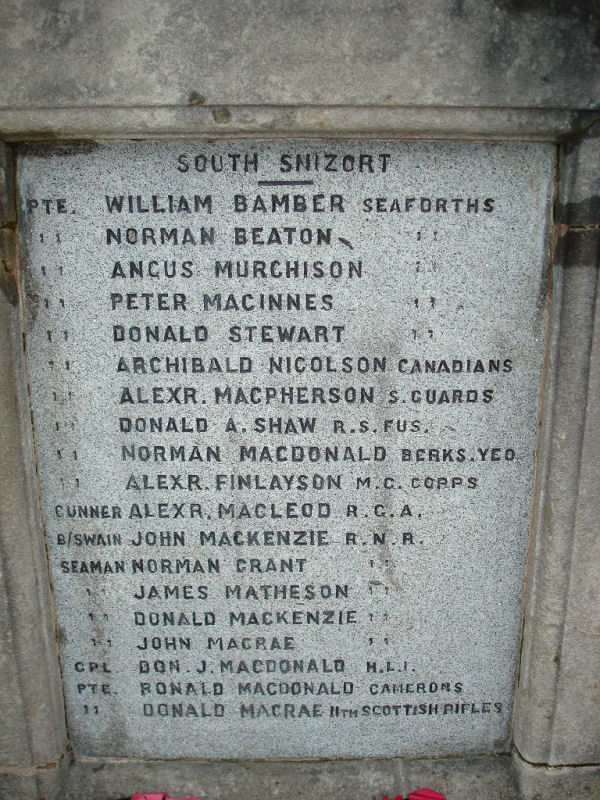 SOUTH SNIZORT
PTE. WILLIAM BAMBER SEAFORTHS
" NORMAN BEATON "
" ANGUS MURCHISON "
" PETER MACINNES "
" DONALD STEWART "
" ARCHIBALD NICOLSON CANADIANS
" ALEXR. MACPHERSON S. GUARDS
" DONALD A. SHAW R.S. FUS.
" NORMAN MACDONALD BERKS. YEO
" ALEXR. FINLAYSON M.G. CORPS
GUNNER ALEXR. MACLEOD R.G.A.
B/SWAIN JOHN MACKENZIE R.N.R.
SEAMAN NORMAN GRANT "
" JAMES MATHESON "
" DONALD MACKENZIE "
" JOHN MACRAE "
CPL DON. J. MACDONALD H.L.I.
PTE. RONALD MACDONALD CAMERONS
" DONALD MACRAE 11TH SCOTTISH RIFLES